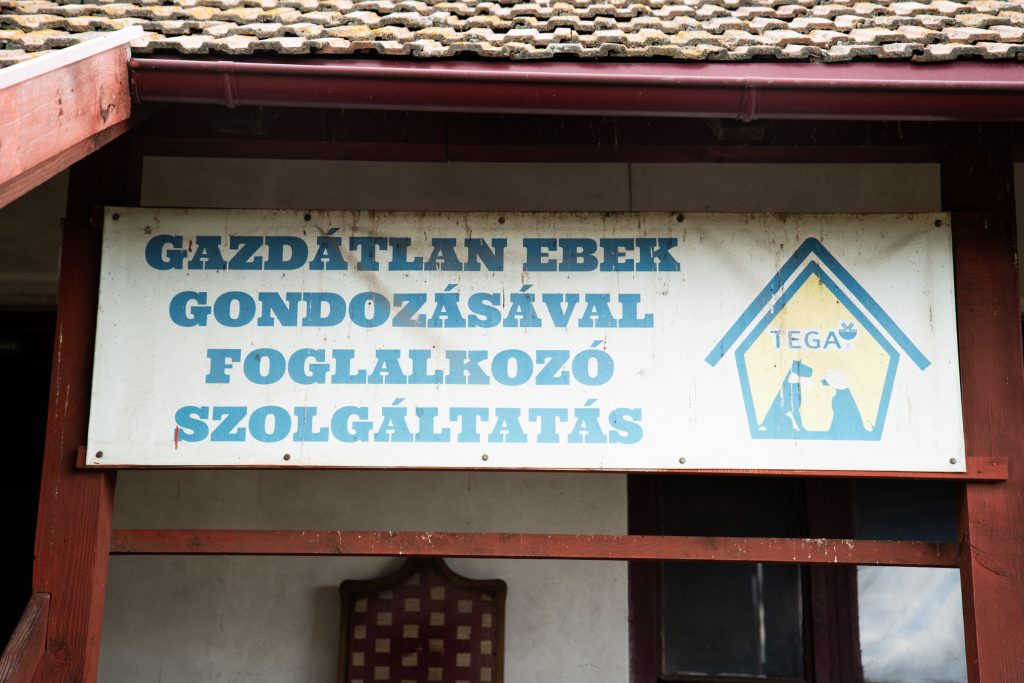 GAZDÁTLAN EBEK
GONDOZÁSÁVAL
FOGLALKOZÓ
SZOLGÁLTATÁS
TEGA